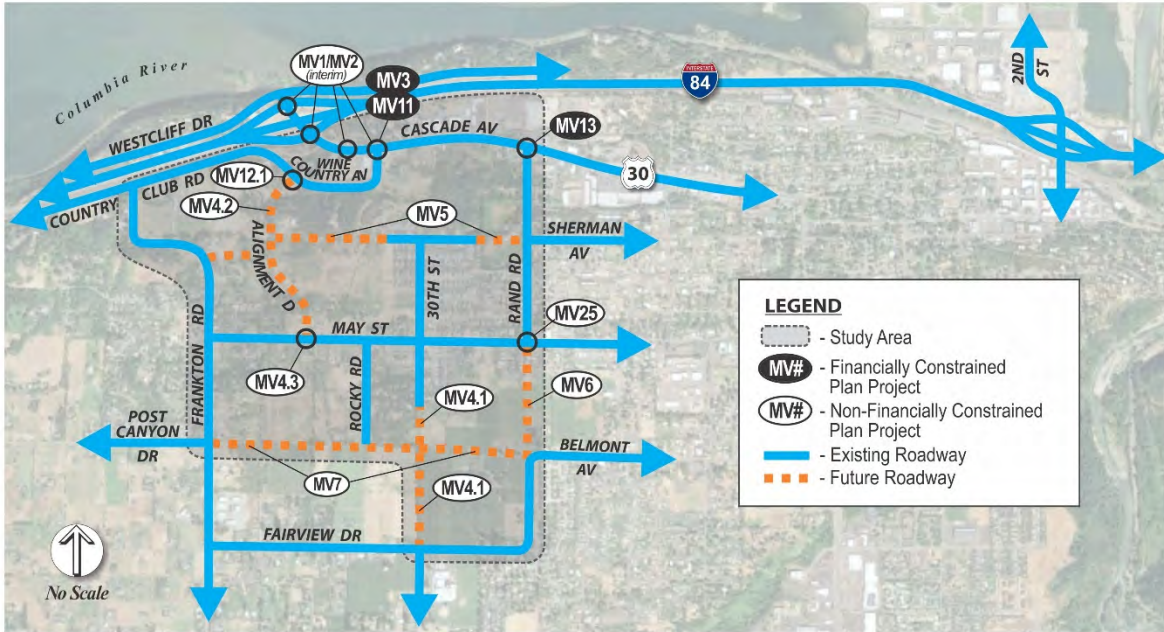 Columbia River
MV1/MV2
(interim)
MV3
MV11
INTERSTATE
84
2ND
ST
WESTCLIFF DR
CASCADE AV
MV13
WINE
COUNTRY AV
30
COUNTRY CLUB RD
MV12.1
MV4.2
MV5
SHERMAN
AV
ALIGNMENT D
30TH ST
RAND RD
FRANKTON RD
MAY ST
MV25
MV4.3
ROCKY RD
MV4.1
MV6
POST
CANYON
DR
BELMONT
AV
MV7
MV4.1
FAIRVIEW DR
No Scale
LEGEND
- Study Area
MV# - Financially Constrained
Plan Project
MV# - Non-Financially Constrained
Plan Project
- Existing Roadway
- Future Roadway